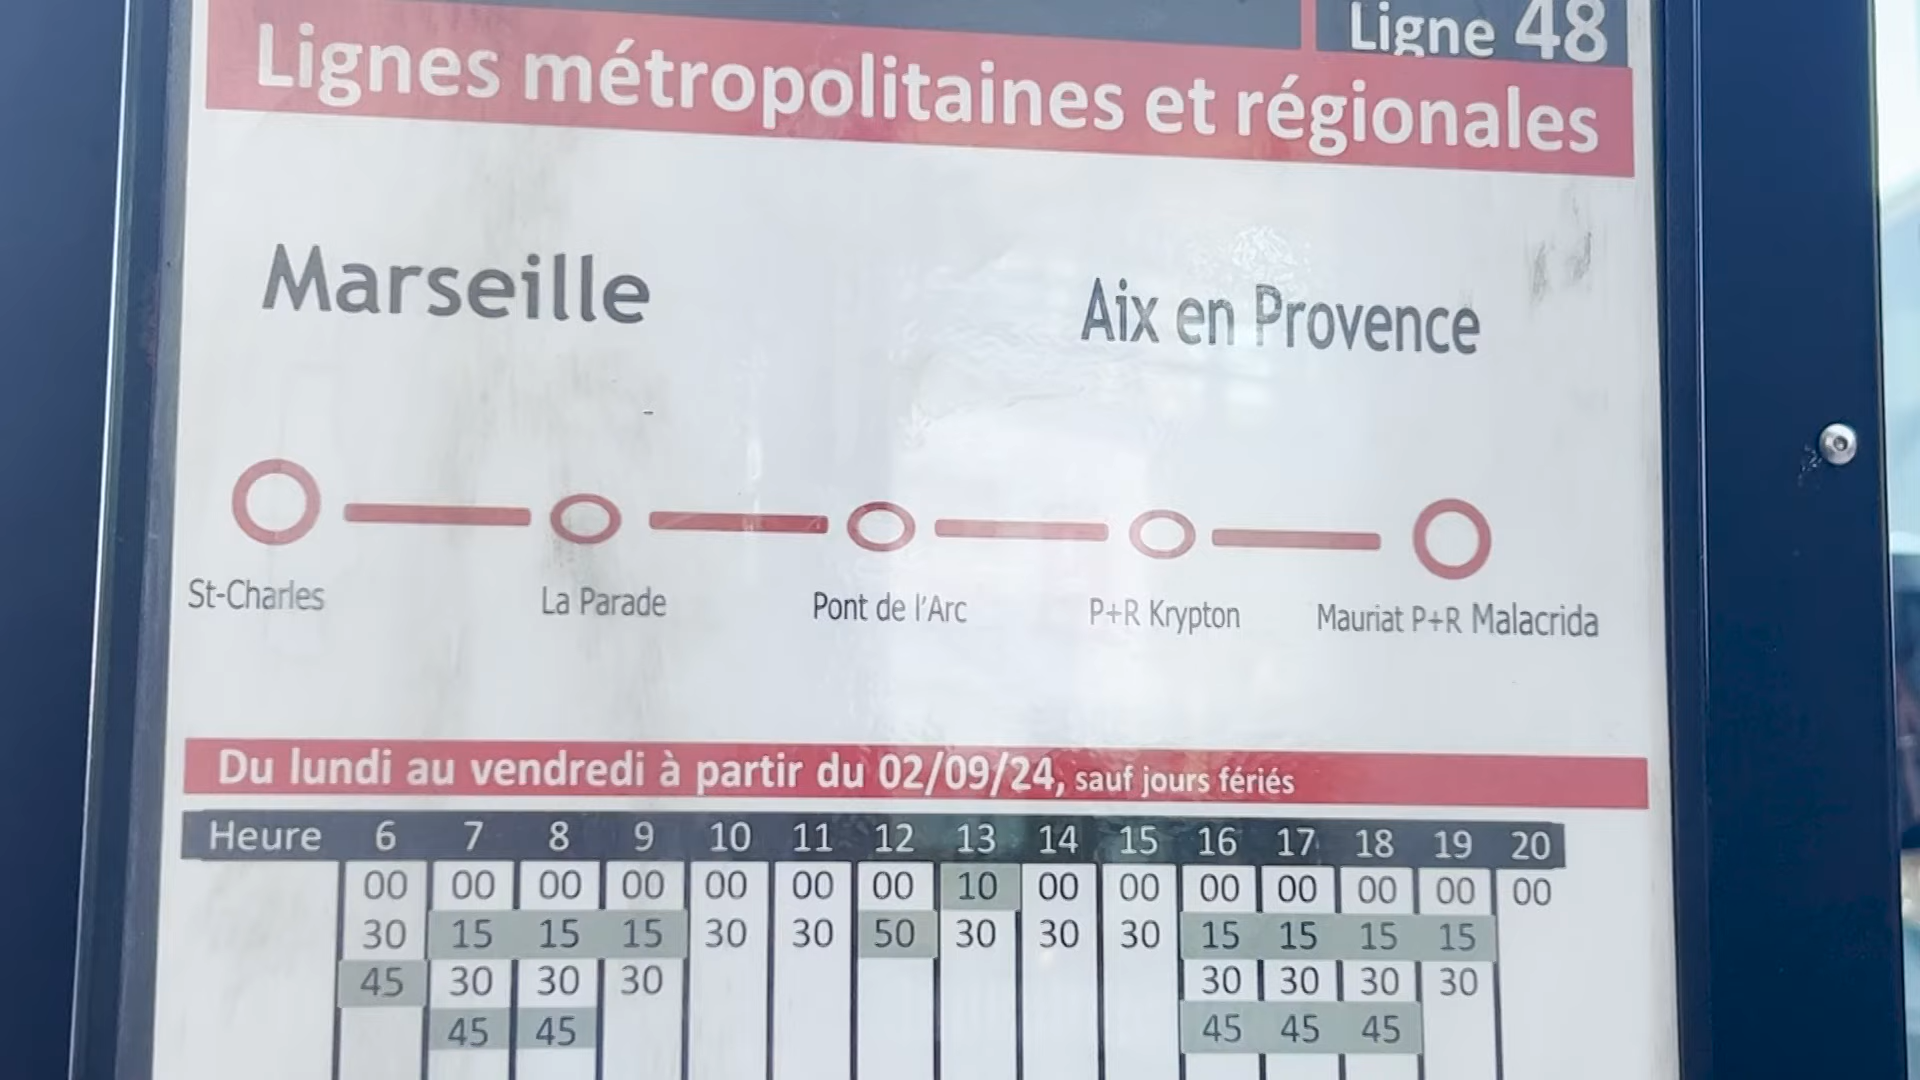 Ligne 48
Lignes métropolitaines et régionales
Marseille
Aix en Provence
St-Charles
La Parade
Pont de l'Arc
P+R Krypton
Mauriat P+R Malacrida
Du lundi au vendredi à partir du 02/09/24, sauf jours fériés
Heure 6 7 8 9 10 11 12 13 14 15 16 17 18 19 20
00 00 00 00 00 00 00 10 00 00 00 00 00 00 00
30 15 15 15 30 30 50 30 30 30 15 15 15 15
45 30 30 30 30 30 30 30
45 45 45 45 45